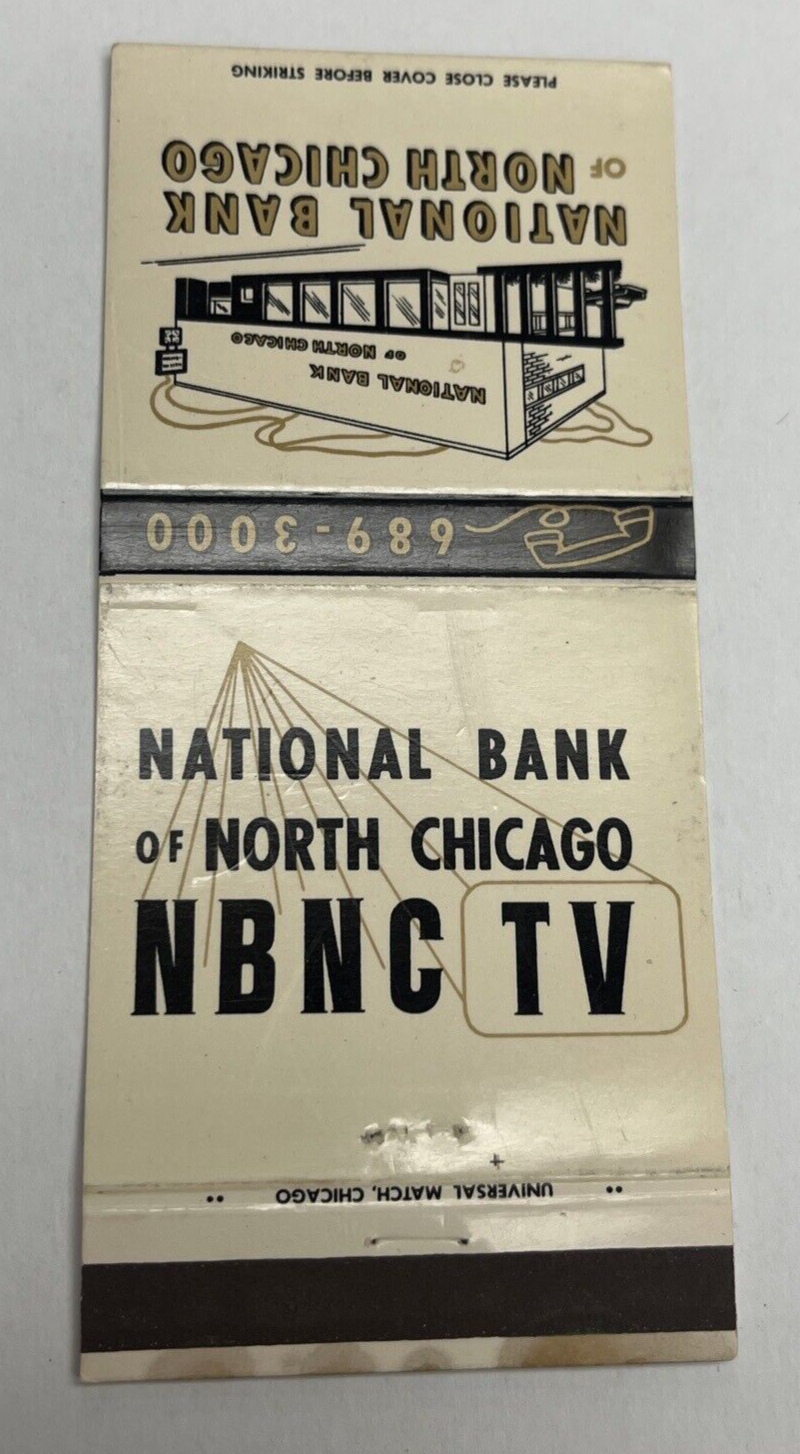 PLEASE CLOSE COVER BEFORE STRIKING
NATIONAL BANK
OF NORTH CHICAGO
NATIONAL BANK
OF NORTH CHICAGO
689-3000
NATIONAL BANK
OF NORTH CHICAGO
NBNC TV
UNIVERSAL MATCH, CHICAGO